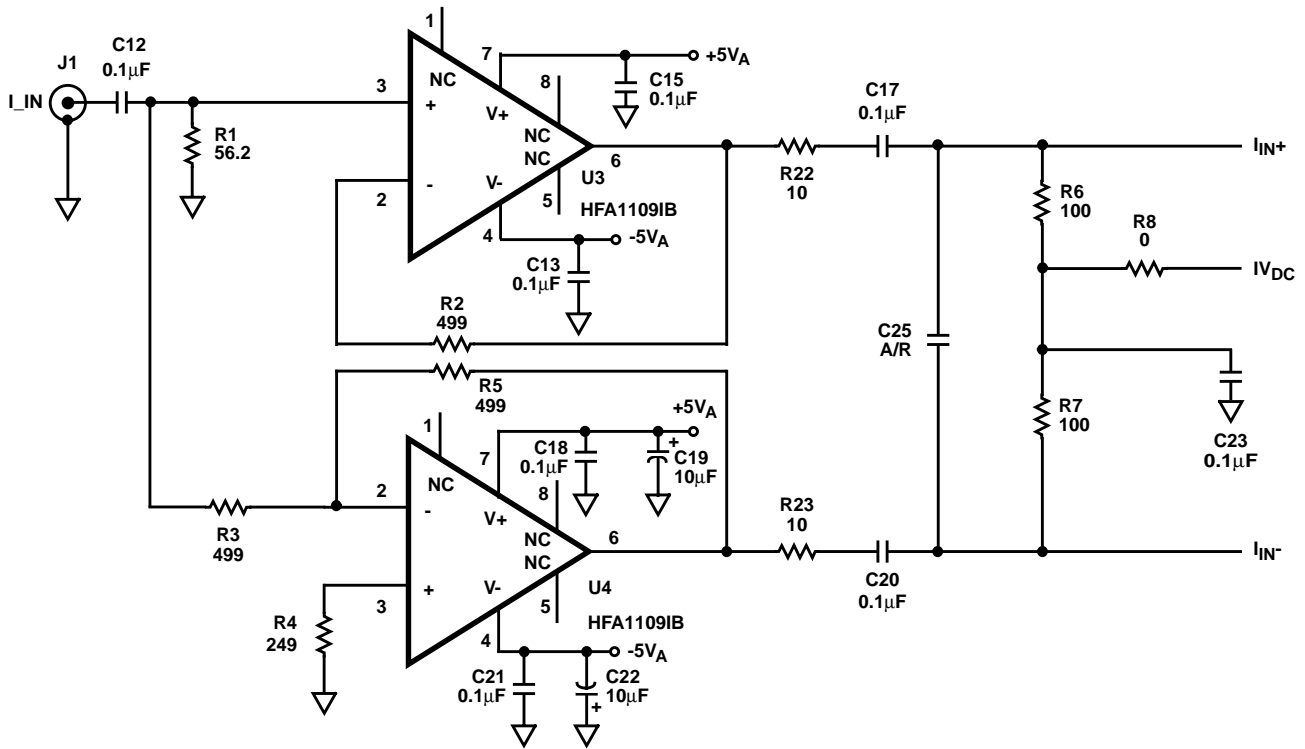 1
C12
0.1µF
J1
I_IN
3
+
NC
7
V+
+5VA
C15
0.1µF
8
NC
NC
6
U3
5
HFA1109IB
V-
4
-5VA
C13
0.1µF
R1
56.2
-
2
R2
499
R22
10
C17
0.1µF
IIN+
R6
100
R8
0
IVDC
C25
A/R
R7
100
C23
0.1µF
R5
499
1
NC
7
V+
+5VA
C18
0.1µF
+
C19
10µF
8
NC
NC
6
U4
5
HFA1109IB
2
-
R3
499
+
3
R4
249
V-
4
-5VA
C21
0.1µF
C22
10µF
+
R23
10
C20
0.1µF
IIN-